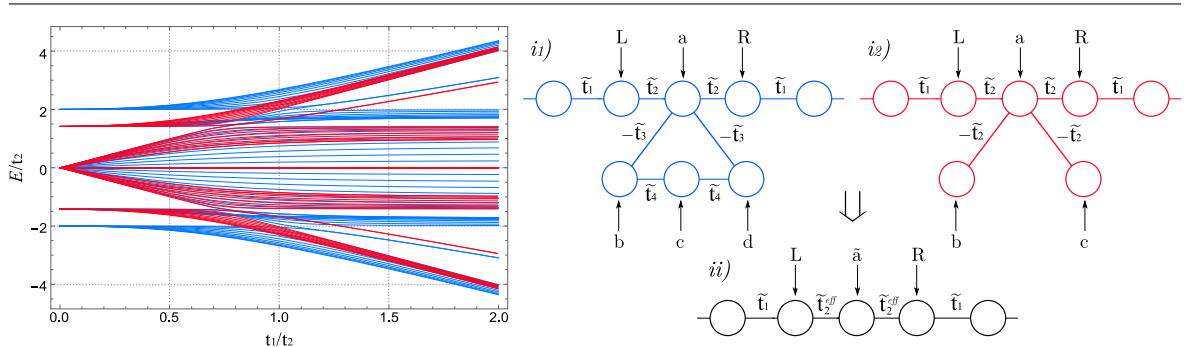 E/t₂
4
2
0
−2
−4
0.0 0.5 1.0 1.5 2.0
t₁/t₂
i₁)
L a R
t̃₁ t̃₂ t̃₂ t̃₁
−t̃₃ −t̃₃
t̃₄ t̃₄
b c d
i₂)
L a R
t̃₁ t̃₂ t̃₂ t̃₁
−t̃₂ −t̃₂
b c
ii)
L ã R
t̃₁ t̃₂ᵉᶠᶠ t̃₂ᵉᶠᶠ t̃₁